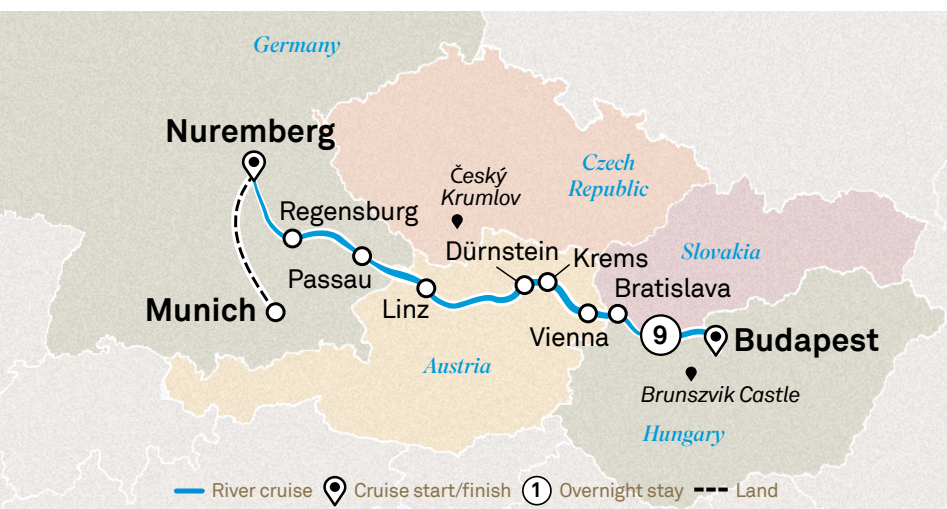 Germany
Nuremberg
Czech
Republic
Český
Krumlov
Regensburg
Slovakia
Dürnstein
Krems
Passau
Bratislava
Munich
Linz
Vienna
9
Budapest
Austria
Brunszvik Castle
Hungary
River cruise
Cruise start/finish
1 Overnight stay
Land